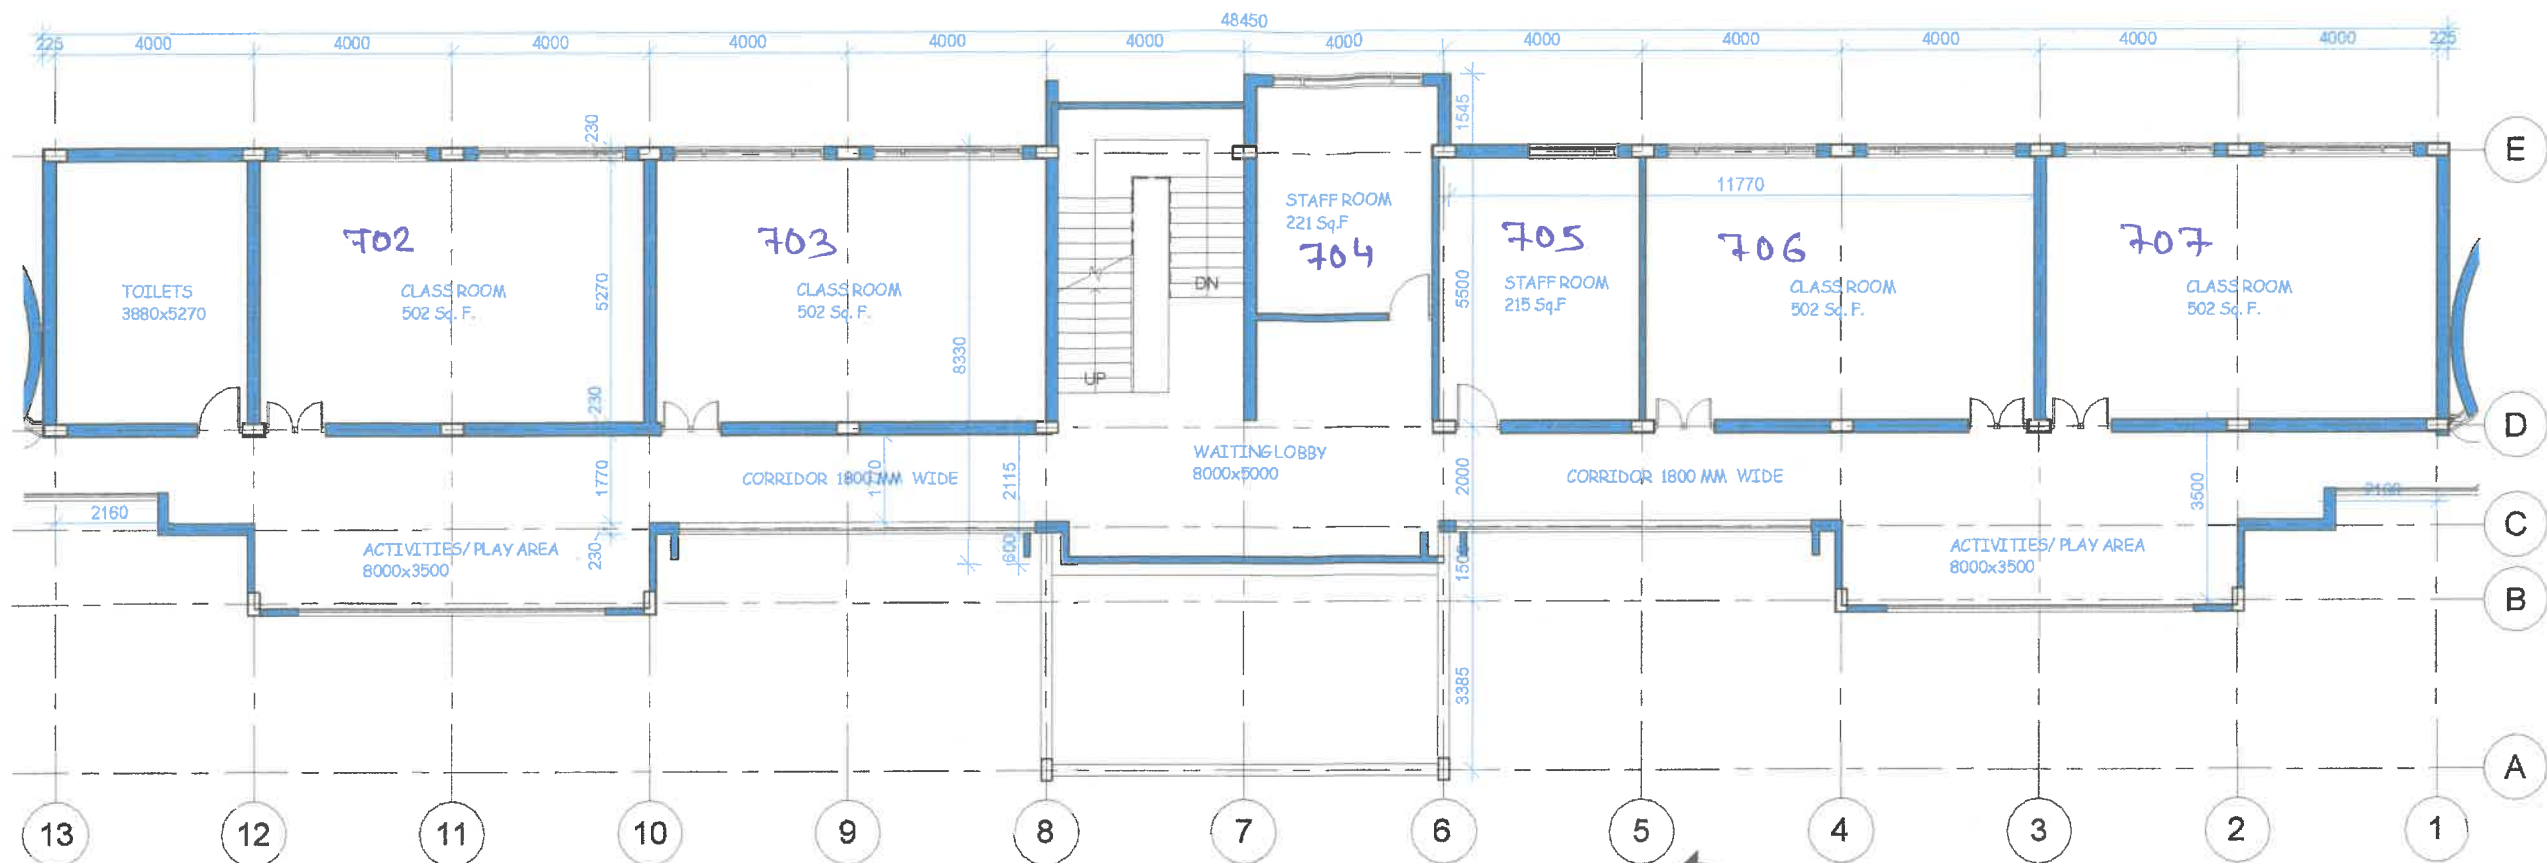 48450
225 4000 4000 4000 4000 4000 4000 4000 4000 4000 4000 4000 4000 225
1545
230
E
11770
STAFF ROOM
221 Sq.F
704
702
703
705
706
707
5270
5500
8330
TOILETS
3880x5270
CLASS ROOM
502 Sq. F.
CLASS ROOM
502 Sq. F.
DN
UP
STAFF ROOM
215 Sq.F
CLASS ROOM
502 Sq. F.
CLASS ROOM
502 Sq. F.
230
D
1770
CORRIDOR 1800 MM WIDE
1770
2115
WAITING LOBBY
8000x5000
2000
CORRIDOR 1800 MM WIDE
3500
2160
C
230
ACTIVITIES/ PLAY AREA
8000x3500
600
1500
ACTIVITIES/ PLAY AREA
8000x3500
B
3385
A
13 12 11 10 9 8 7 6 5 4 3 2 1